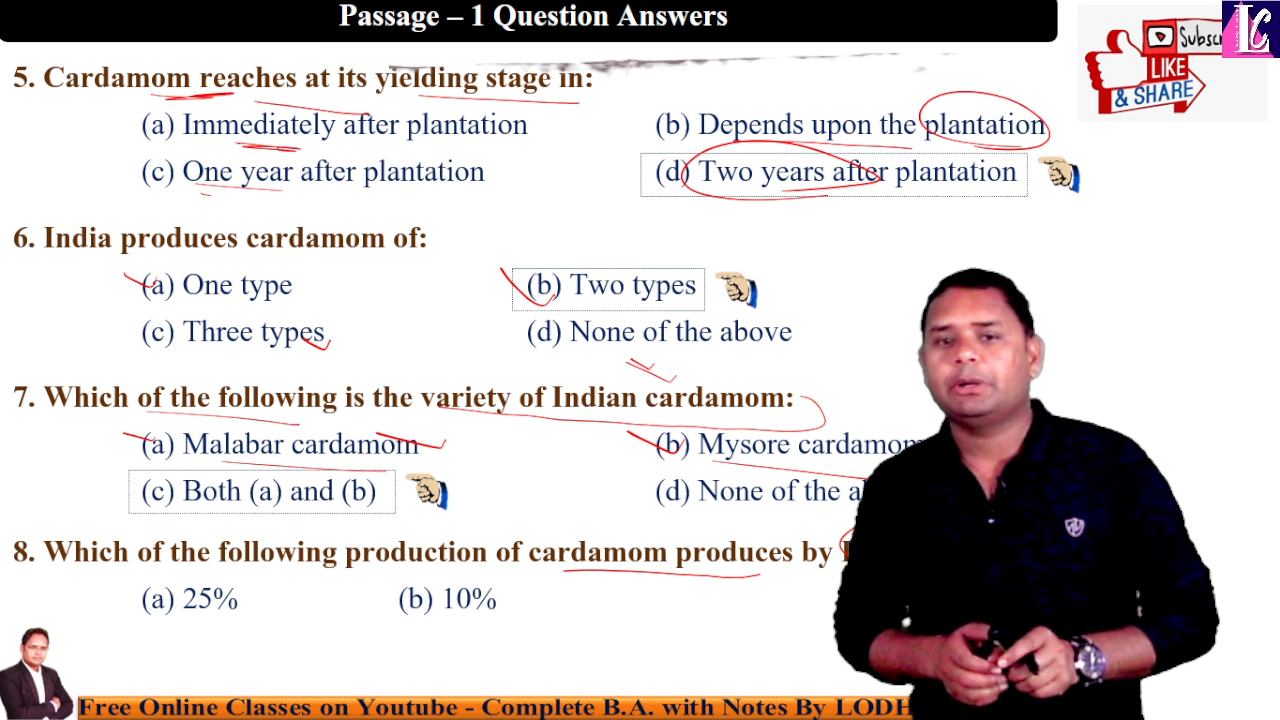 Passage – 1 Question Answers
Subscr
LIKE
& SHARE
LC
5. Cardamom reaches at its yielding stage in:
(a) Immediately after plantation (b) Depends upon the plantation
(c) One year after plantation (d) Two years after plantation
6. India produces cardamom of:
(a) One type (b) Two types
(c) Three types (d) None of the above
7. Which of the following is the variety of Indian cardamom:
(a) Malabar cardamom (b) Mysore cardamom
(c) Both (a) and (b) (d) None of the a
8. Which of the following production of cardamom produces by
(a) 25% (b) 10%
Free Online Classes on Youtube - Complete B.A. with Notes By LODH